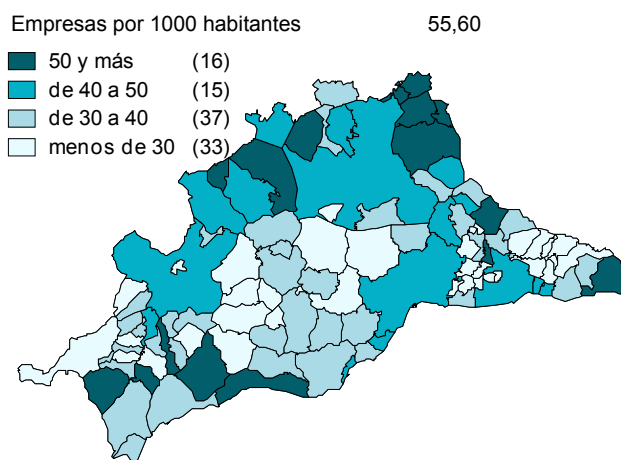 Empresas por 1000 habitantes 55,60
50 y más (16)
de 40 a 50 (15)
de 30 a 40 (37)
menos de 30 (33)